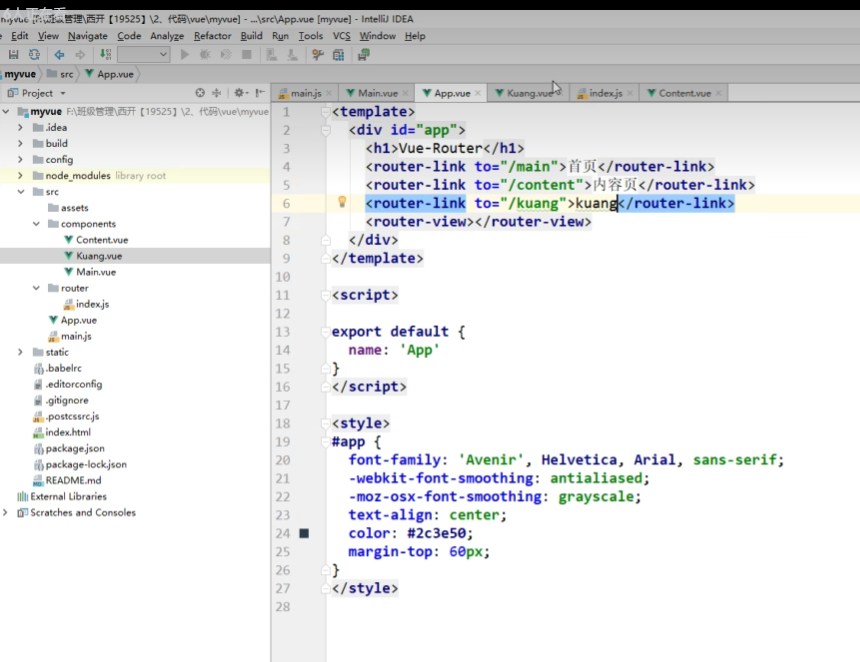 myvue [F:\班级管理\西开【19525】\2、代码\vue\myvue] - ...\src\App.vue [myvue] - IntelliJ IDEA
Edit View Navigate Code Analyze Refactor Build Run Tools VCS Window Help
myvue src App.vue
Project
main.js Main.vue App.vue Kuang.vue index.js Content.vue
myvue F:\班级管理\西开【19525】\2、代码\vue\myvue
.idea
build
config
node_modules library root
src
assets
components
Content.vue
Kuang.vue
Main.vue
router
index.js
App.vue
main.js
static
.babelrc
.editorconfig
.gitignore
.postcssrc.js
index.html
package.json
package-lock.json
README.md
External Libraries
Scratches and Consoles
1 <template>
2 <div id="app">
3 <h1>Vue-Router</h1>
4 <router-link to="/main">首页</router-link>
5 <router-link to="/content">内容页</router-link>
6 <router-link to="/kuang">kuang</router-link>
7 <router-view></router-view>
8 </div>
9 </template>
10
11 <script>
12
13 export default {
14 name: 'App'
15 }
16 </script>
17
18 <style>
19 #app {
20 font-family: 'Avenir', Helvetica, Arial, sans-serif;
21 -webkit-font-smoothing: antialiased;
22 -moz-osx-font-smoothing: grayscale;
23 text-align: center;
24 color: #2c3e50;
25 margin-top: 60px;
26 }
27 </style>
28